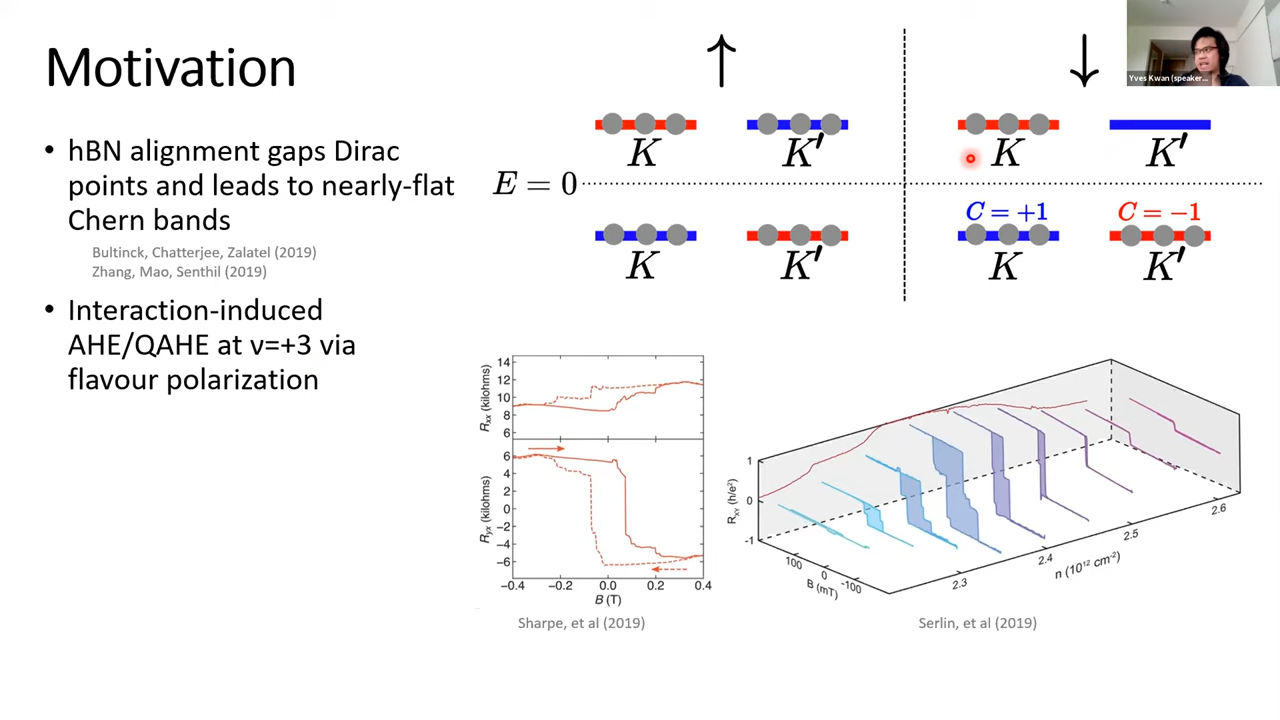 Motivation
• hBN alignment gaps Dirac
points and leads to nearly-flat
Chern bands
Bultinck, Chatterjee, Zalatel (2019)
Zhang, Mao, Senthil (2019)
• Interaction-induced
AHE/QAHE at ν=+3 via
flavour polarization
↑
↓
Yves Kwan (speaker...
K
K′
K
K′
E = 0
C = +1
C = −1
K
K′
K
K′
14
12
10
8
6
Rxx (kilohms)
6
4
2
0
−2
−4
−6
Ryx (kilohms)
−0.4
−0.2
0.0
0.2
0.4
B (T)
Sharpe, et al (2019)
1
0
-1
Rxy (h/e²)
100
0
-100
B (mT)
2.3
2.4
2.5
2.6
n (10¹² cm⁻²)
Serlin, et al (2019)